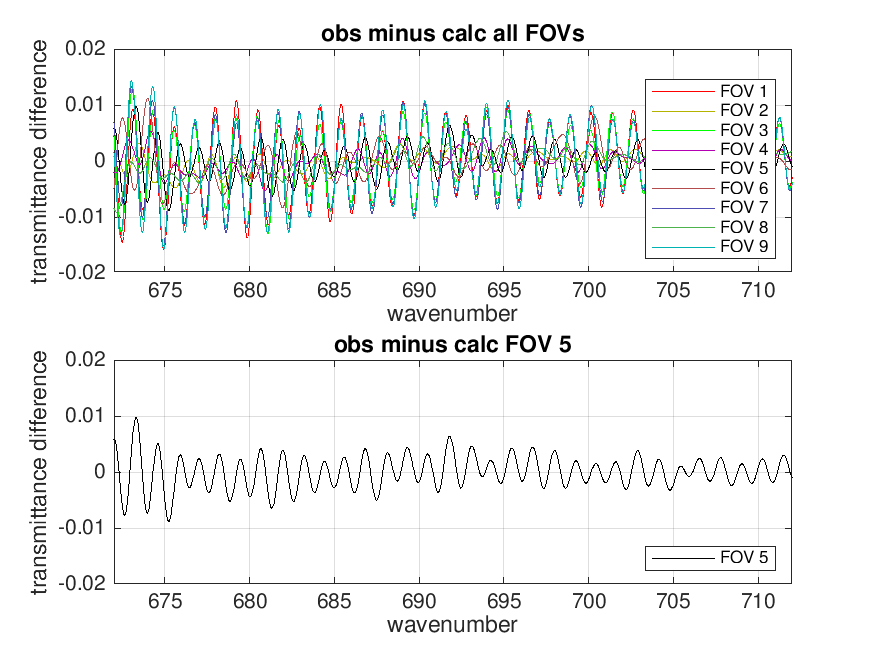 obs minus calc all FOVs
transmittance difference
0.02
0.01
0
-0.01
-0.02
FOV 1
FOV 2
FOV 3
FOV 4
FOV 5
FOV 6
FOV 7
FOV 8
FOV 9
675 680 685 690 695 700 705 710
wavenumber
obs minus calc FOV 5
transmittance difference
0.02
0.01
0
-0.01
-0.02
FOV 5
675 680 685 690 695 700 705 710
wavenumber